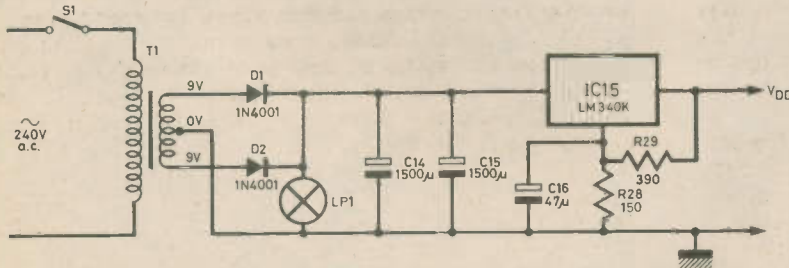 S1
T1
9V
0V
9V
240V
a.c.
D1
1N4001
D2
1N4001
LP1
C14
1500μ
C15
1500μ
IC15
LM340K
C16
47μ
R29
390
R28
150
VDD